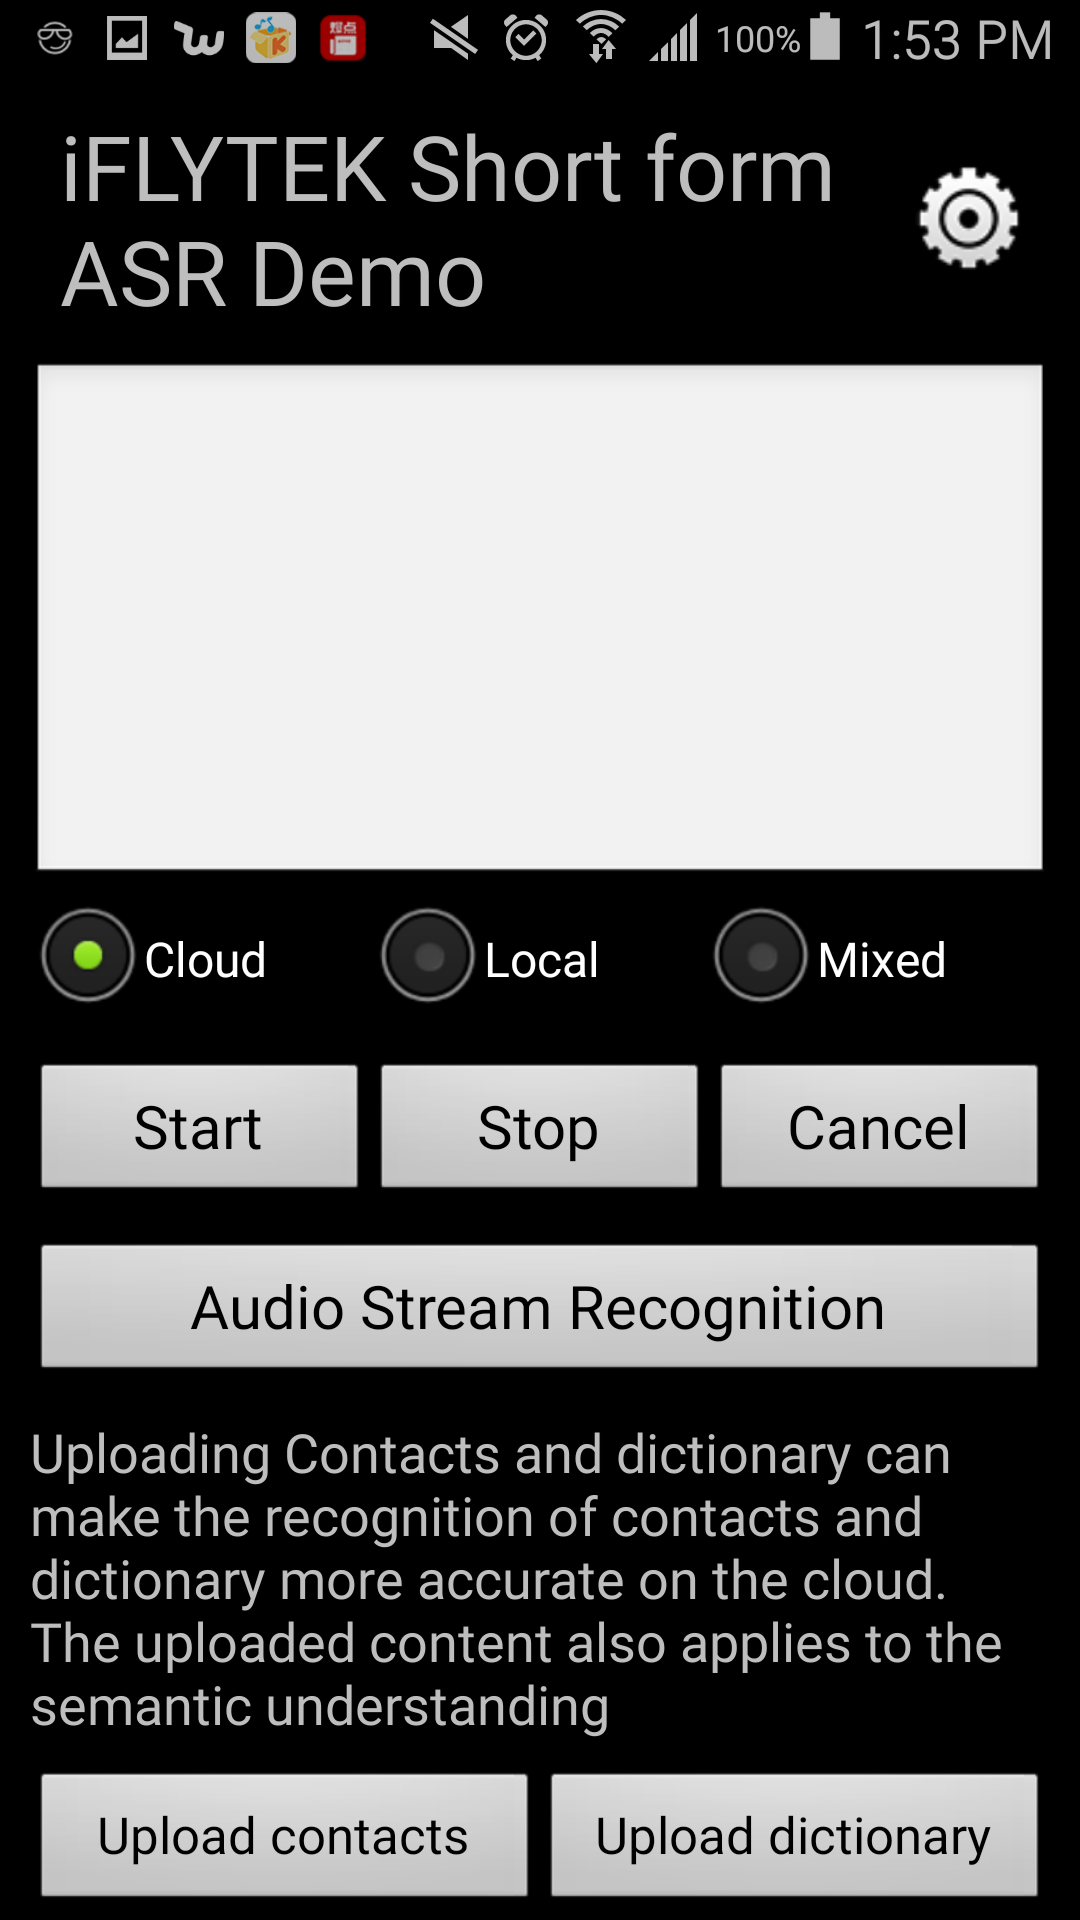 100% 1:53 PM
iFLYTEK Short form
ASR Demo
Cloud Local Mixed
Start Stop Cancel
Audio Stream Recognition
Uploading Contacts and dictionary can
make the recognition of contacts and
dictionary more accurate on the cloud.
The uploaded content also applies to the
semantic understanding
Upload contacts Upload dictionary